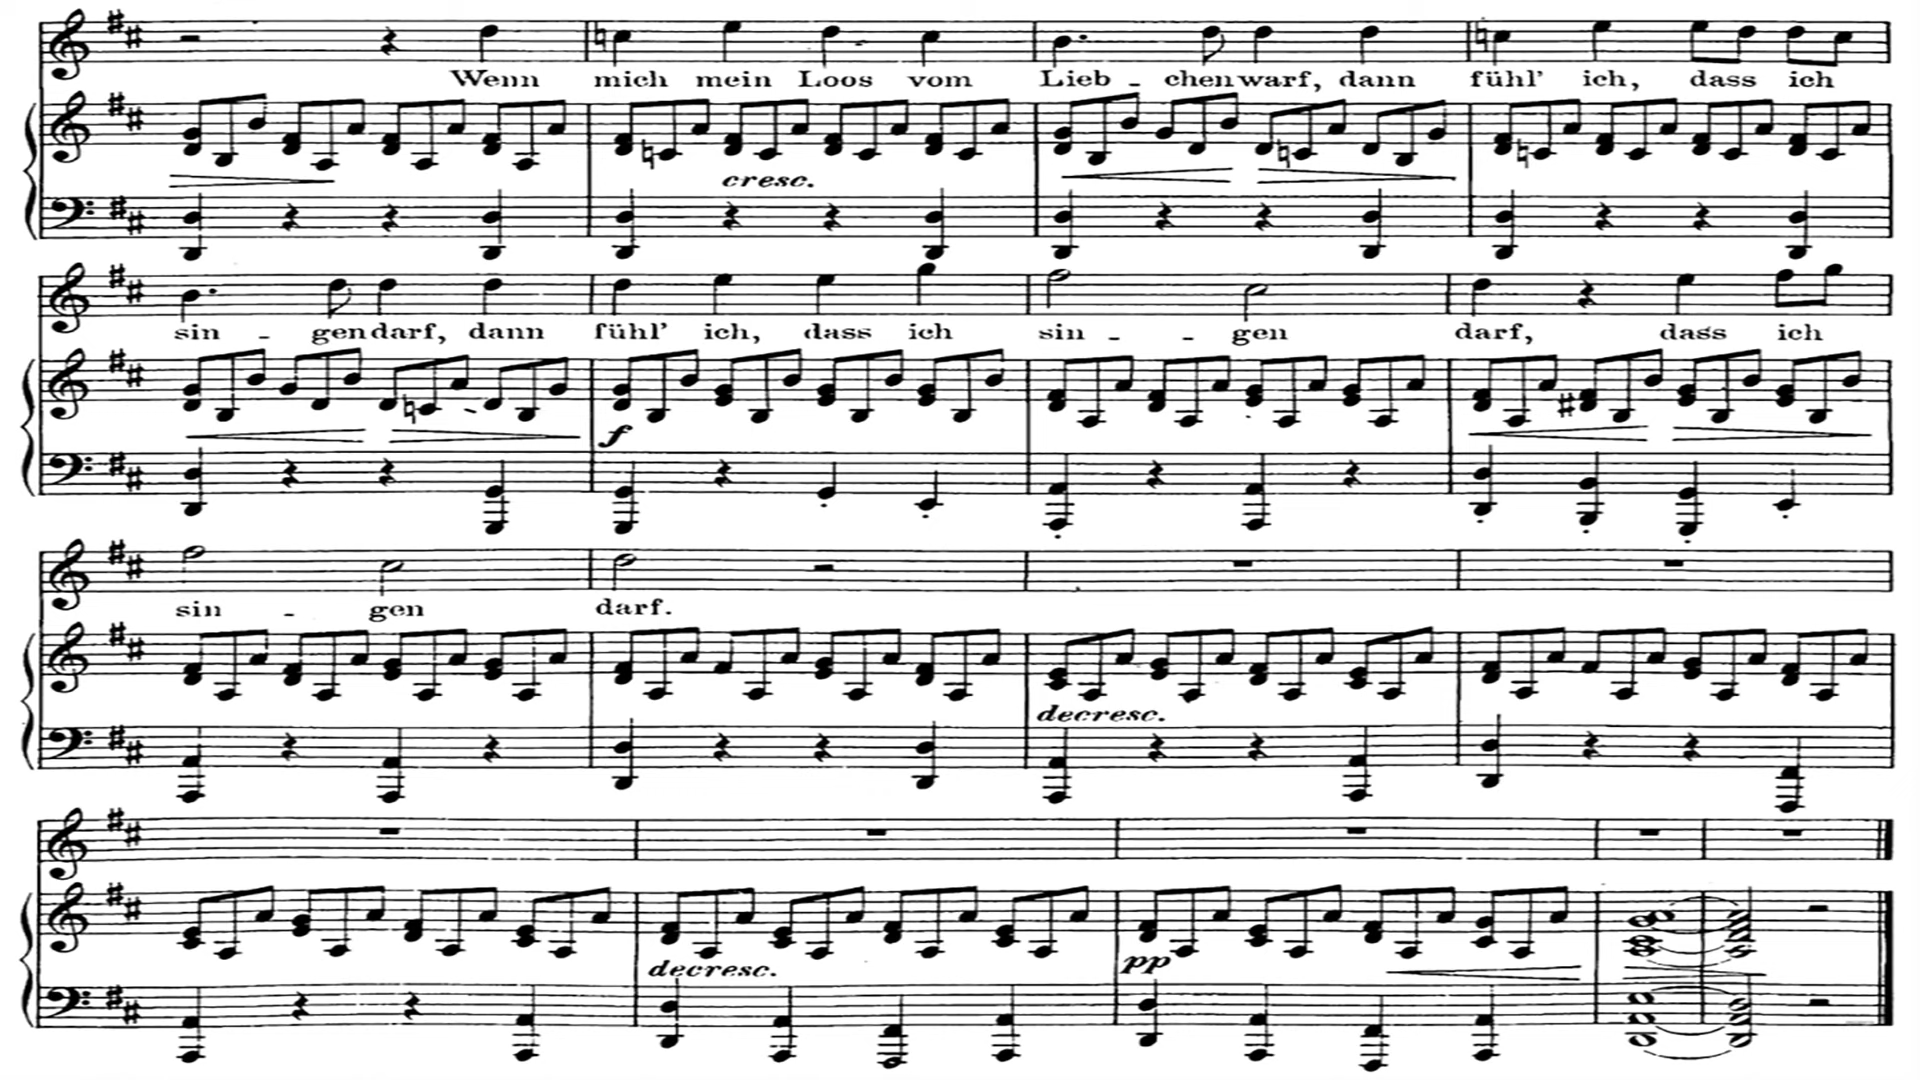 Wenn mich mein Loos vom Lieb - chen warf, dann fühl' ich, dass ich
cresc.
sin - gen darf, dann fühl' ich, dass ich sin - - gen darf, dass ich
f
sin - gen darf.
decresc.
decresc. pp